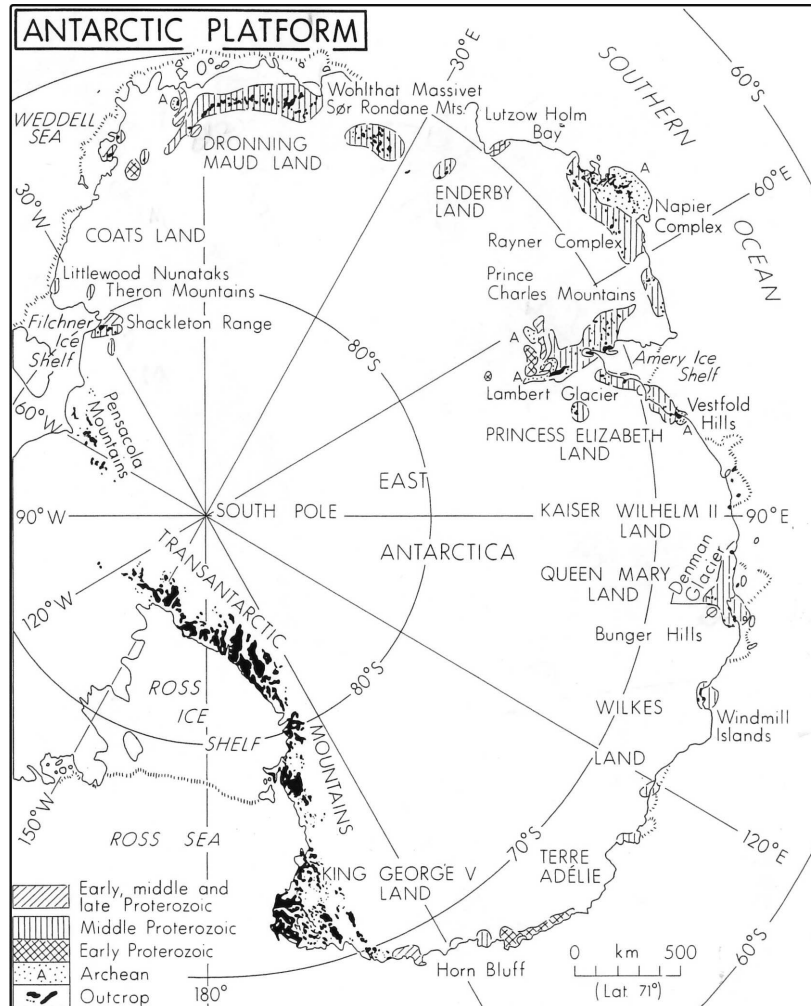 ANTARCTIC PLATFORM
30°E
SOUTHERN
60°S
WEDDELL
SEA
A
Wohlthat Massivet
Sør Rondane Mts.
Lutzow Holm
Bay
DRONNING
MAUD LAND
A
ENDERBY
LAND
60°E
30°W
Napier
Complex
OCEAN
COATS LAND
Rayner Complex
Littlewood Nunataks
Theron Mountains
Prince
Charles Mountains
Filchner
Ice
Shelf
Shackleton Range
80°S
A
Amery Ice
Shelf
A
Lambert Glacier
60°W
Pensacola
Mountains
Vestfold
Hills
A
PRINCESS ELIZABETH
LAND
EAST
90°W
SOUTH POLE
KAISER WILHELM II
LAND
90°E
TRANSANTARCTIC
ANTARCTICA
QUEEN MARY
LAND
Denman
Glacier
120°W
Bunger Hills
80°S
ROSS
ICE
SHELF
WILKES
Windmill
Islands
MOUNTAINS
LAND
150°W
ROSS SEA
70°S
120°E
TERRE
ADÉLIE
KING GEORGE V
LAND
Early, middle and
late Proterozoic
Middle Proterozoic
Early Proterozoic
A Archean
Outcrop
Horn Bluff
0 km 500
(Lat. 71°)
60°S
180°